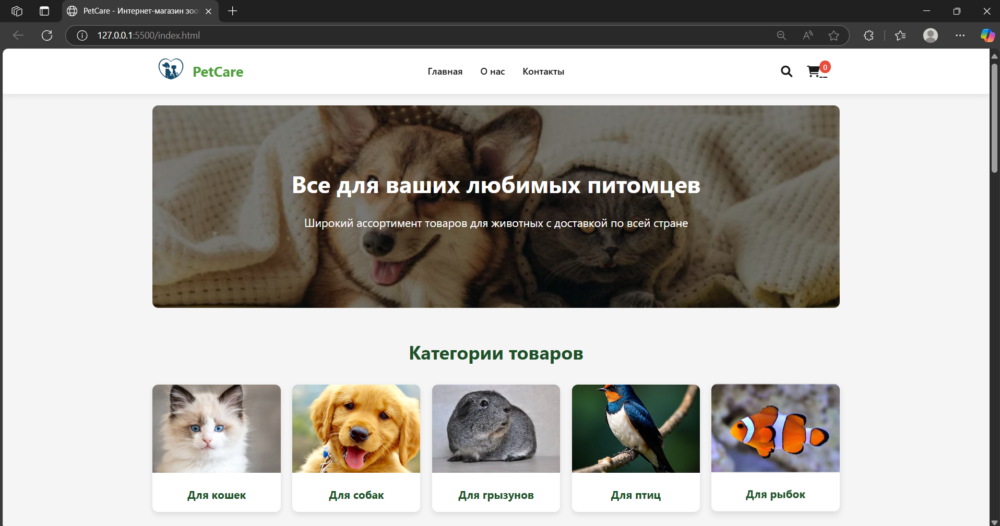 PetCare - Интернет-магазин зоо
127.0.0.1:5500/index.html
PetCare
Главная
О нас
Контакты
0
Все для ваших любимых питомцев
Широкий ассортимент товаров для животных с доставкой по всей стране
Категории товаров
Для кошек
Для собак
Для грызунов
Для птиц
Для рыбок